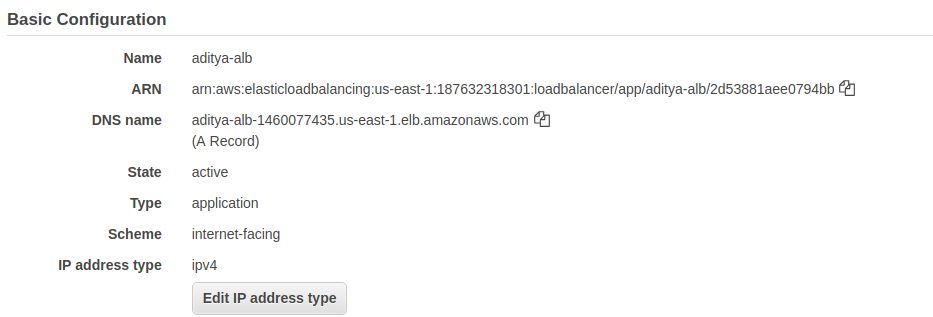 Basic Configuration
Name aditya-alb
ARN arn:aws:elasticloadbalancing:us-east-1:187632318301:loadbalancer/app/aditya-alb/2d53881aee0794bb
DNS name aditya-alb-1460077435.us-east-1.elb.amazonaws.com
(A Record)
State active
Type application
Scheme internet-facing
IP address type ipv4
Edit IP address type